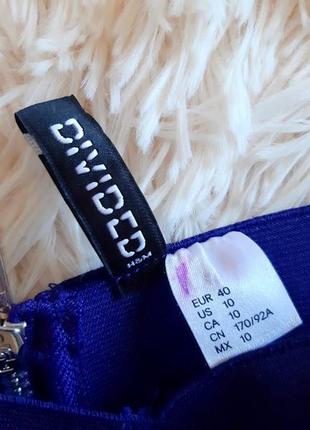 DIVIDED
H&M
EUR 40
US 10
CA 10
CN 170/92A
MX 10